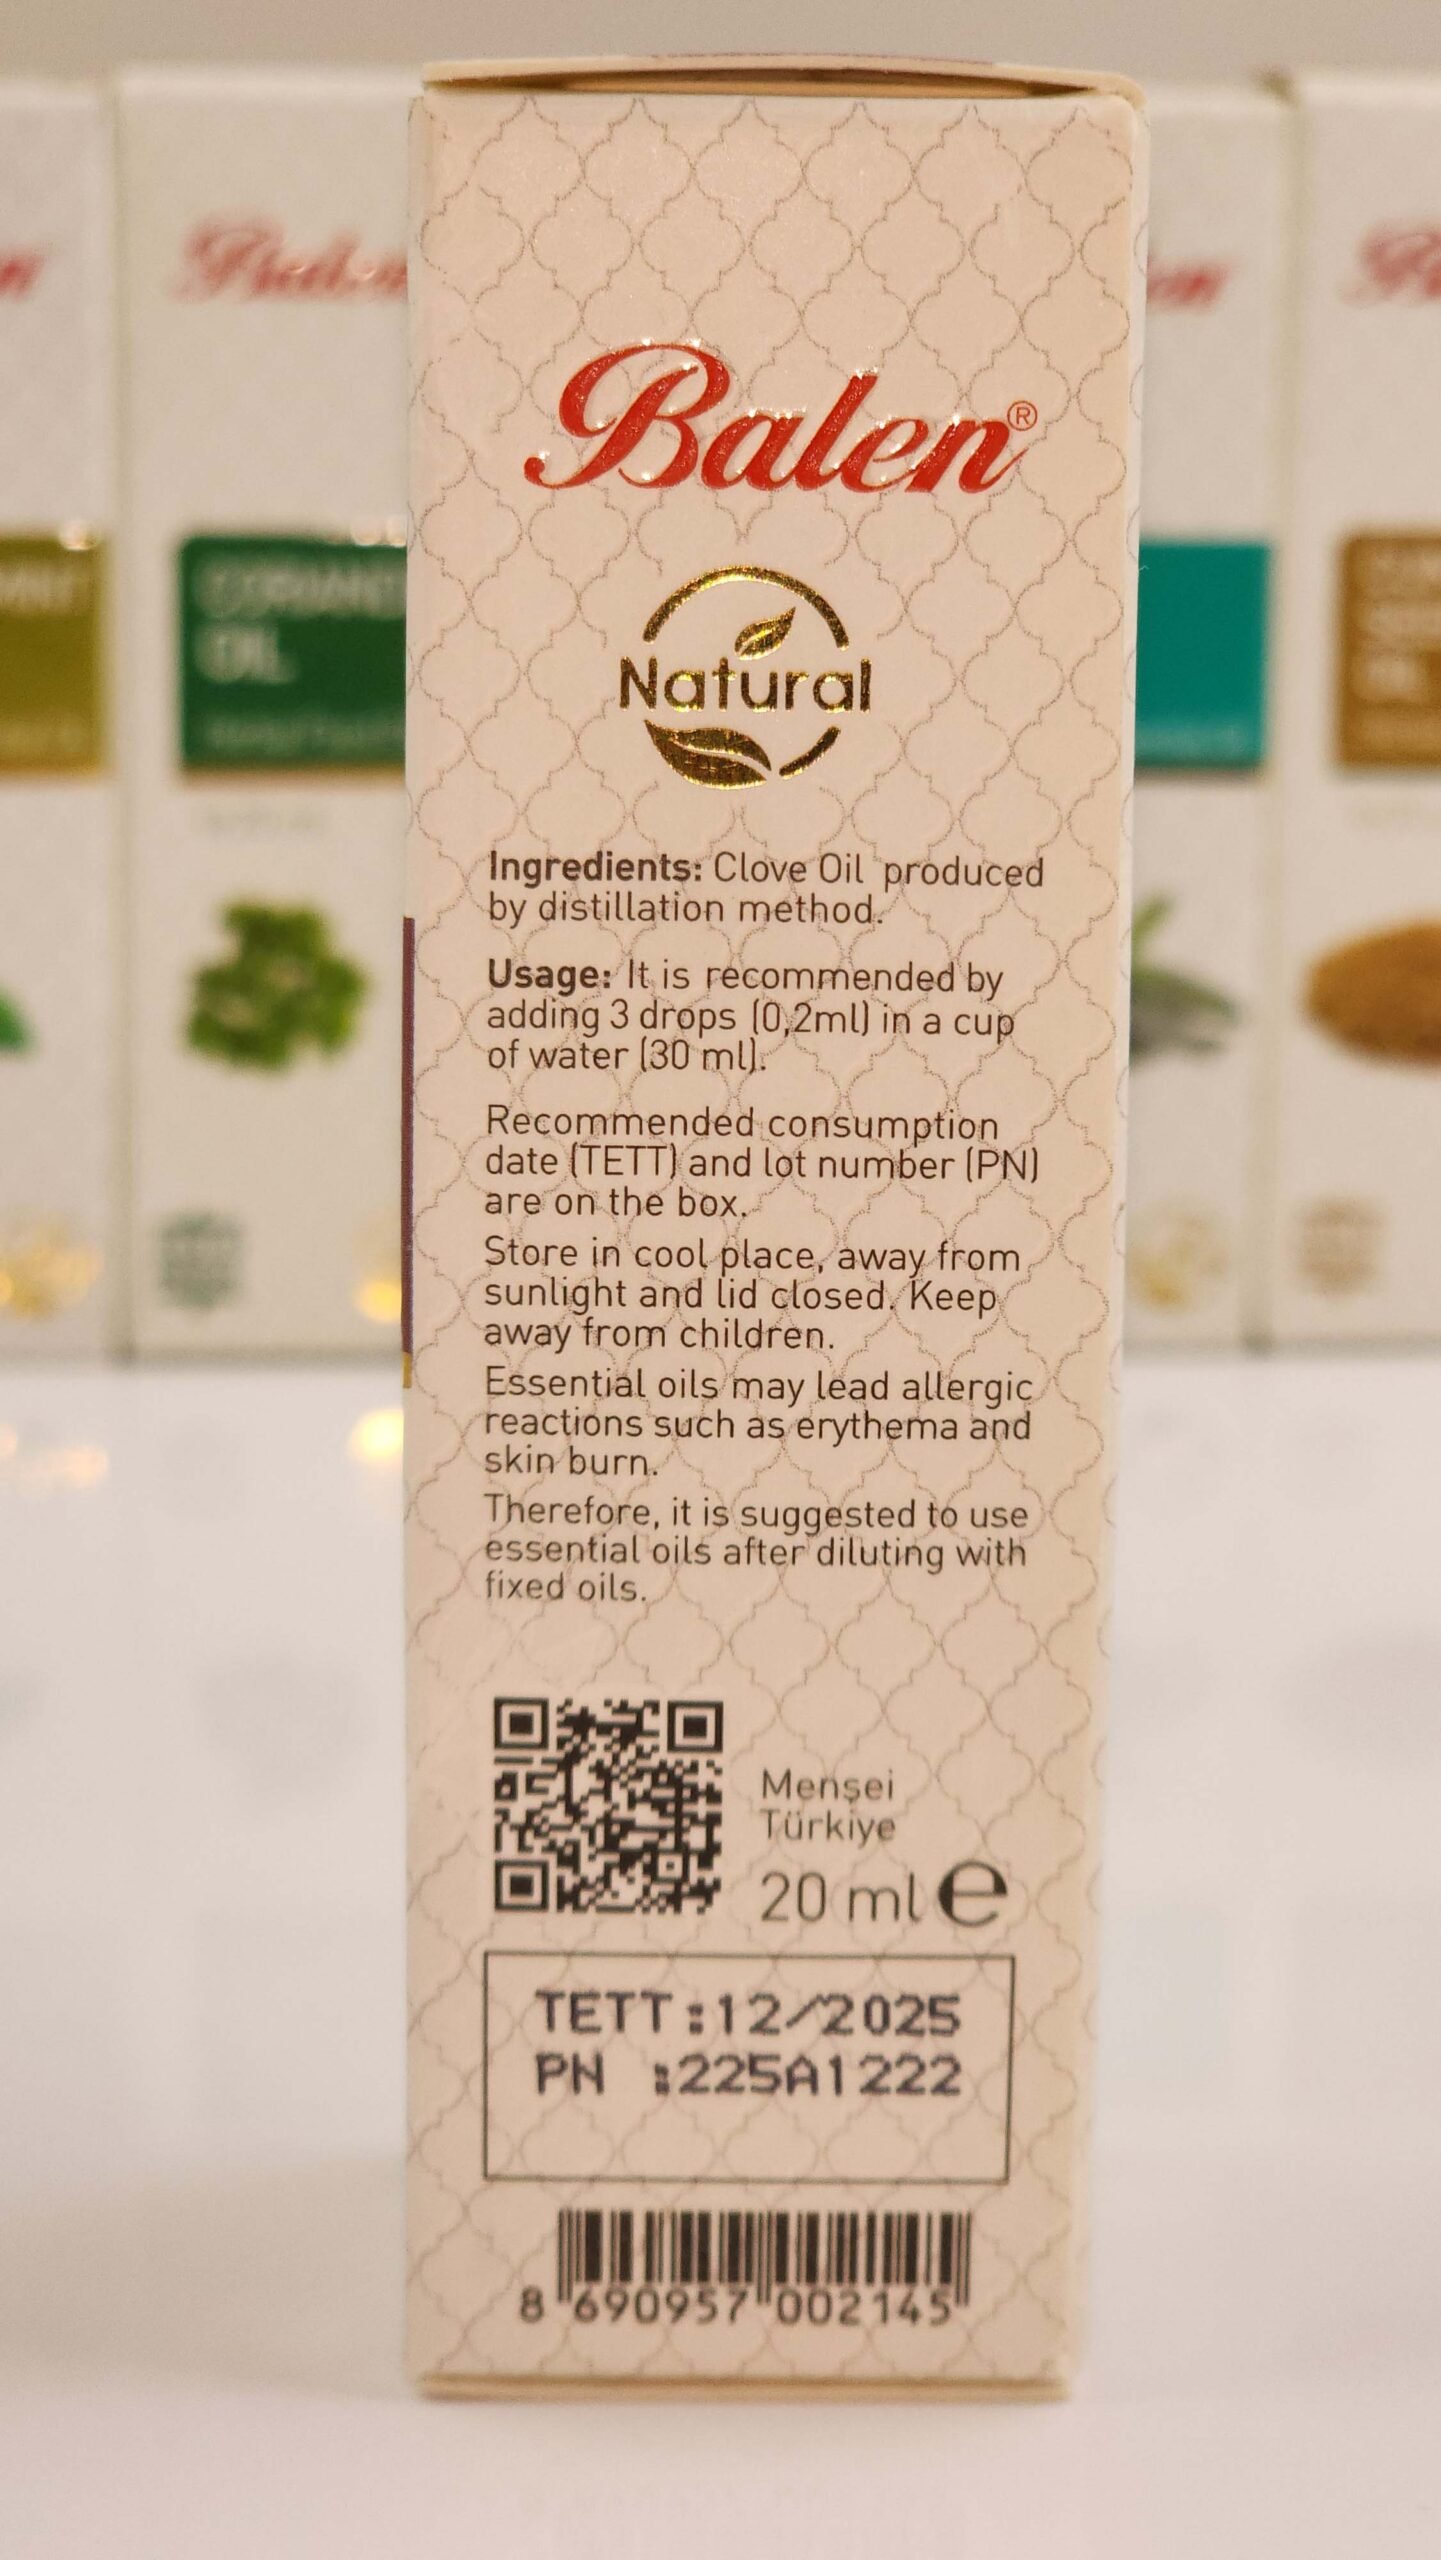 Balen®
Natural
Ingredients: Clove Oil produced
by distillation method.
Usage: It is recommended by
adding 3 drops (0,2ml) in a cup
of water (30 ml).
Recommended consumption
date (TETT) and lot number (PN)
are on the box.
Store in cool place, away from
sunlight and lid closed. Keep
away from children.
Essential oils may lead allergic
reactions such as erythema and
skin burn.
Therefore, it is suggested to use
essential oils after diluting with
fixed oils.
Menşei
Türkiye
20 ml e
TETT:12/2025
PN :225A1222
8 690957 002145
OIL